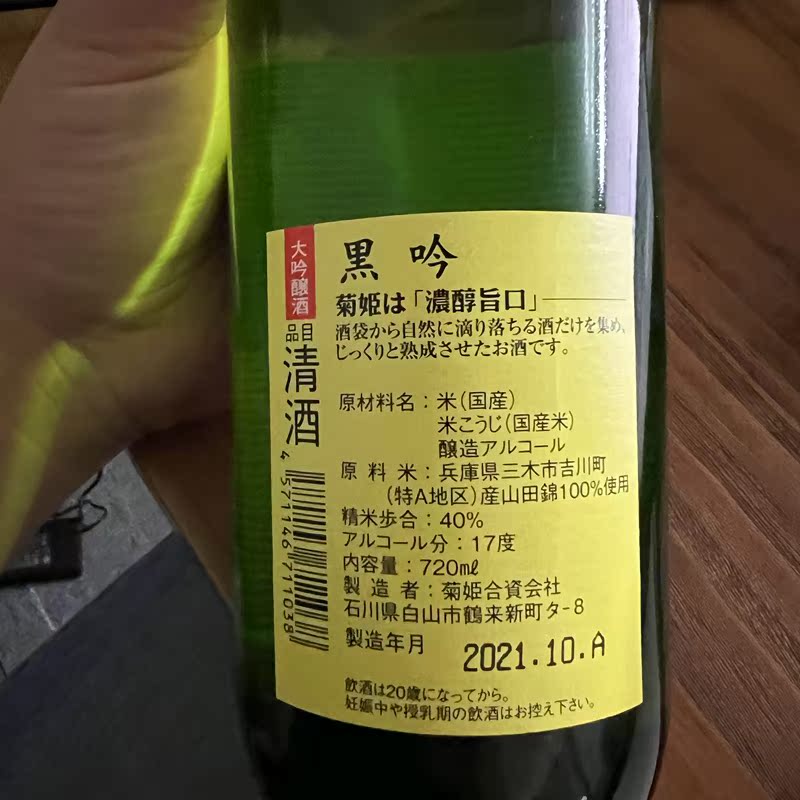 大吟醸酒
品目
清酒
4571146711038
黒吟
菊姫は「濃醇旨口」
酒袋から自然に滴り落ちる酒だけを集め、
じっくりと熟成させたお酒です。
原材料名：米（国産）
米こうじ（国産米）
醸造アルコール
原料米：兵庫県三木市吉川町
（特A地区）産山田錦100%使用
精米歩合：40%
アルコール分：17度
内容量：720mℓ
製造者：菊姫合資会社
石川県白山市鶴来新町タ-8
製造年月 2021.10.A
飲酒は20歳になってから。
妊娠中や授乳期の飲酒はお控え下さい。